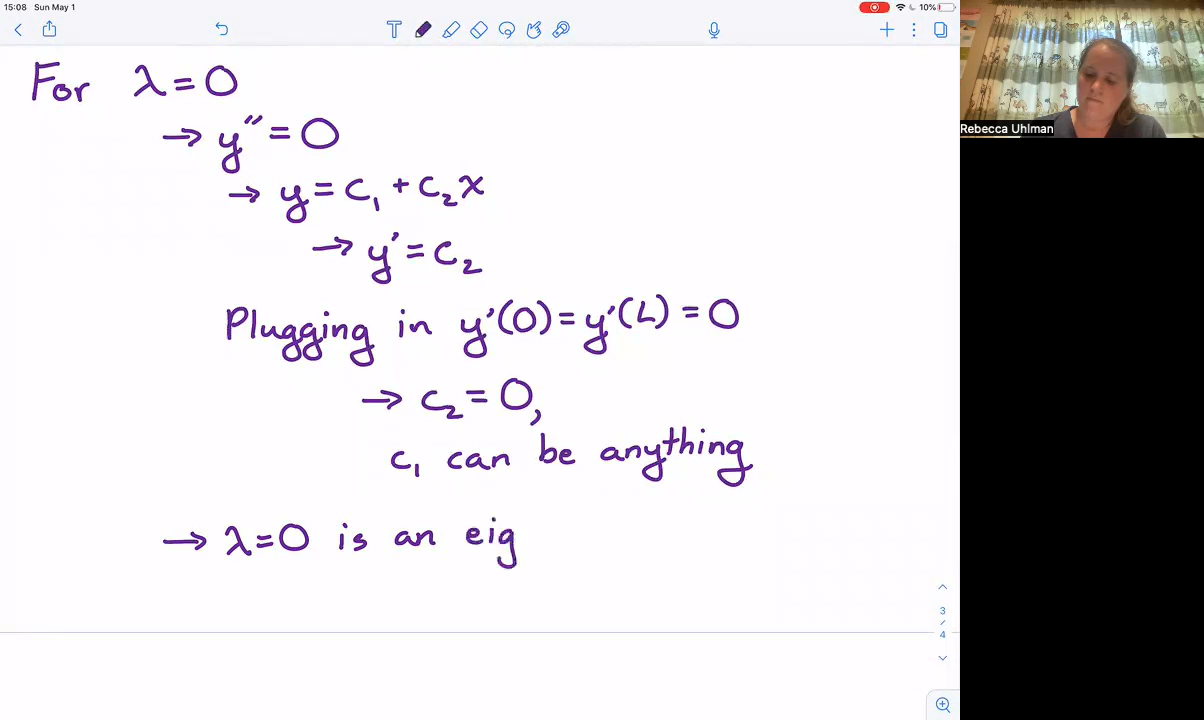 15:08 Sun May 1
10%
For λ = 0
→ y'' = 0
→ y = c₁ + c₂x
→ y' = c₂
Plugging in y'(0) = y'(L) = 0
→ c₂ = 0,
c₁ can be anything
→ λ = 0 is an eig
3
/
4
Rebecca Uhlman